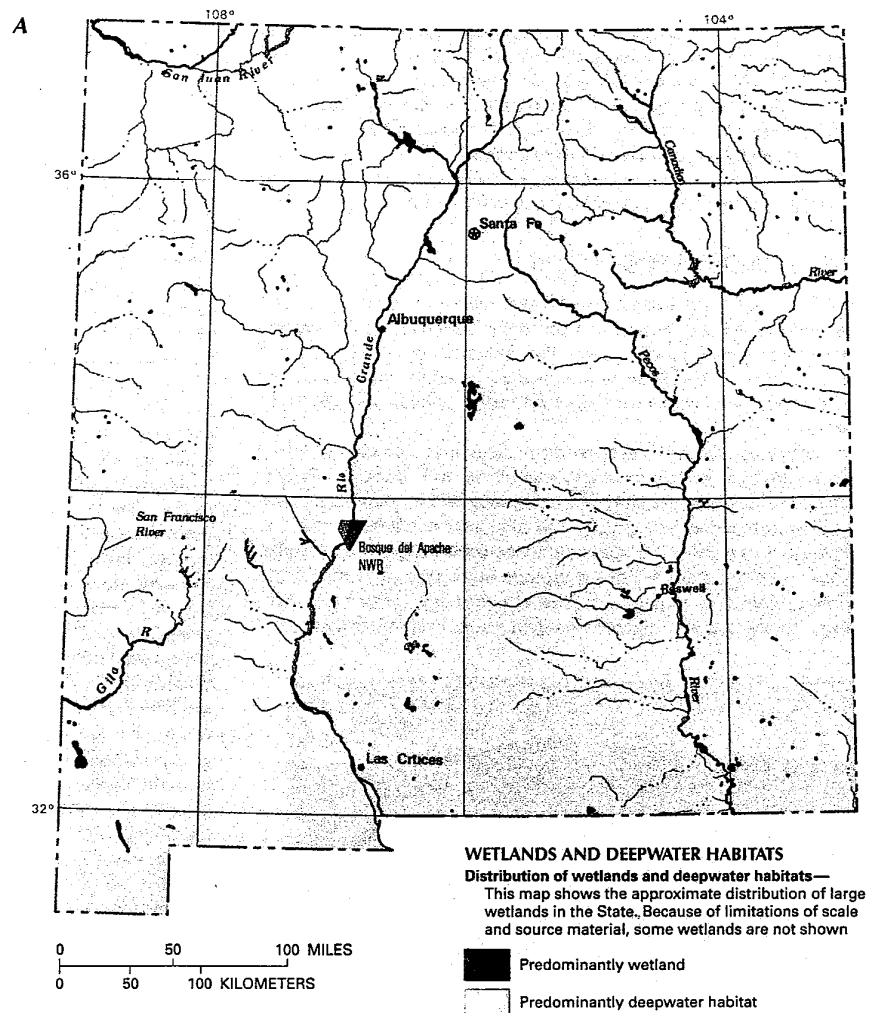 A
108°
104°
San Juan River
Canadian
36°
Santa Fe
River
Albuquerque
Grande
Pecos
Rio
San Francisco
River
Bosque del Apache
NWR
Roswell
R
Gila
River
Las Cruces
32°
WETLANDS AND DEEPWATER HABITATS
Distribution of wetlands and deepwater habitats—
This map shows the approximate distribution of large
wetlands in the State. Because of limitations of scale
and source material, some wetlands are not shown
0 50 100 MILES
0 50 100 KILOMETERS
Predominantly wetland
Predominantly deepwater habitat